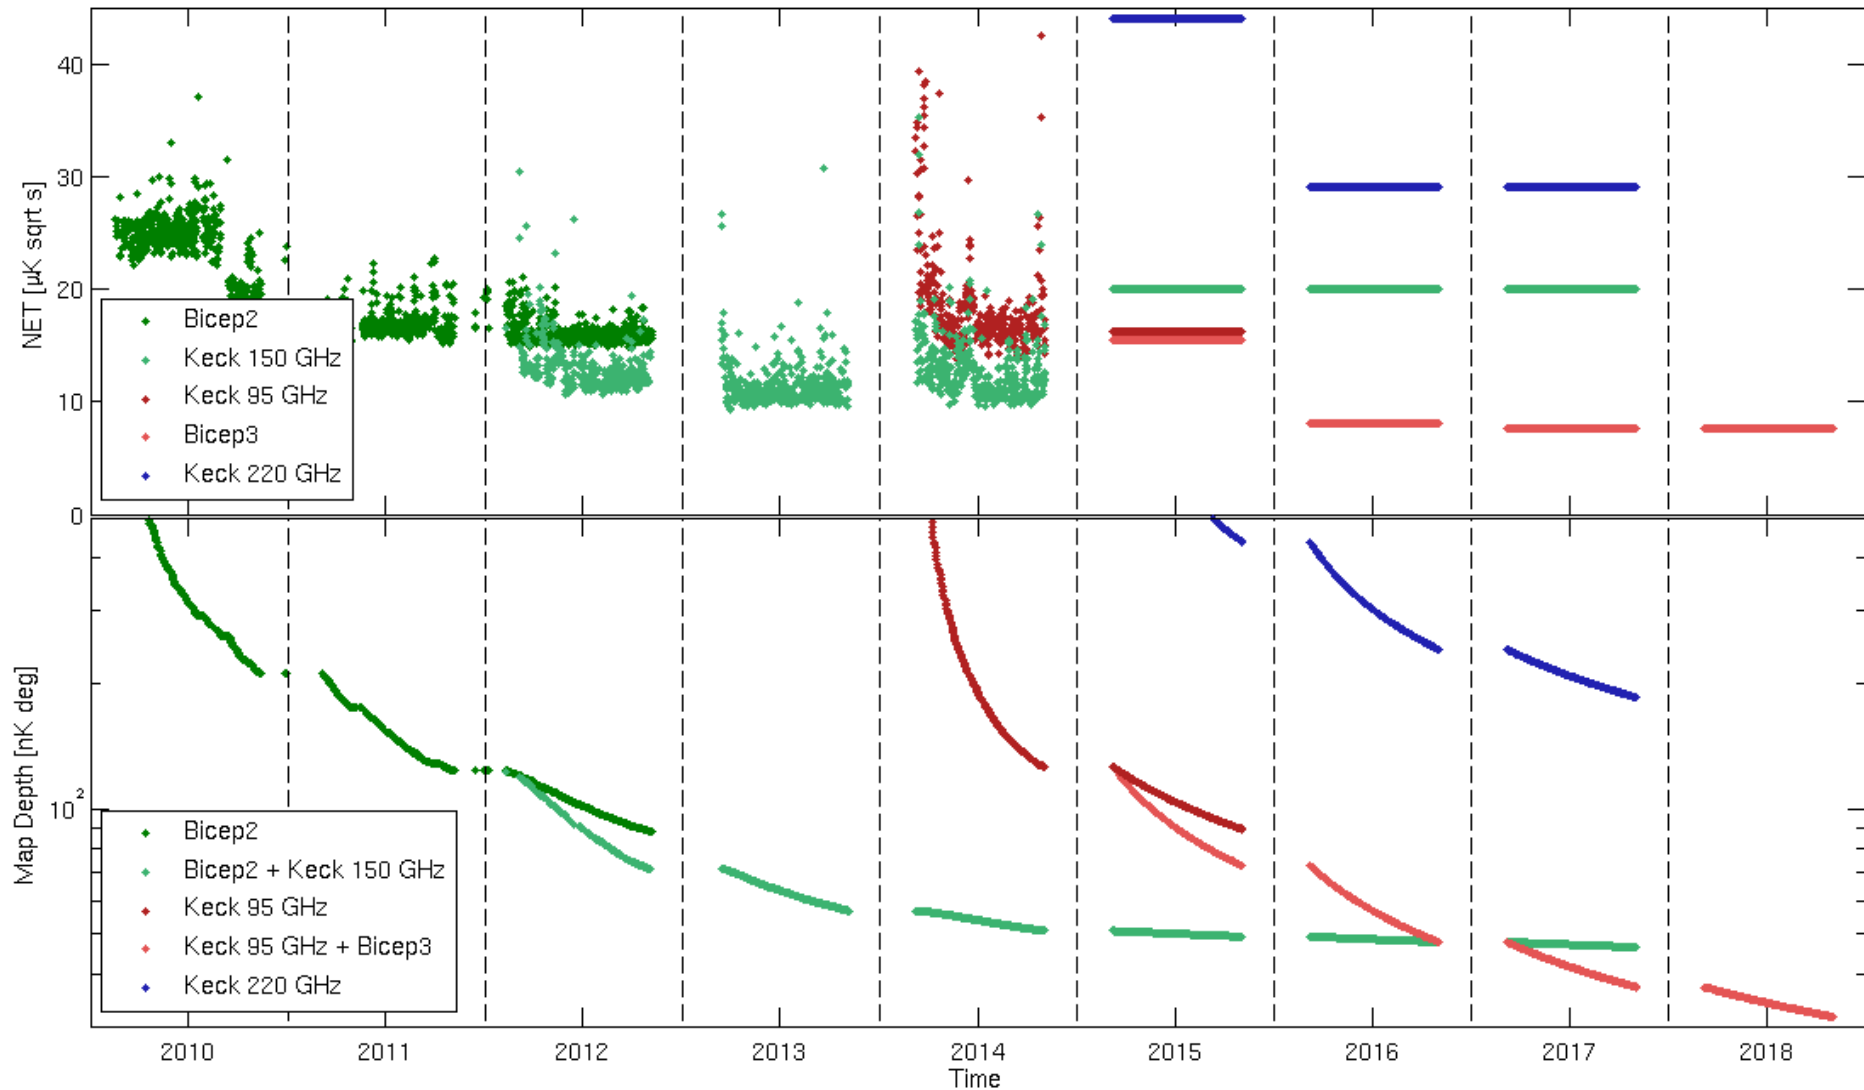 40
30
20
10
0
NET [µK sqrt s]
Bicep2
Keck 150 GHz
Keck 95 GHz
Bicep3
Keck 220 GHz
10²
Map Depth [nK deg]
Bicep2
Bicep2 + Keck 150 GHz
Keck 95 GHz
Keck 95 GHz + Bicep3
Keck 220 GHz
2010 2011 2012 2013 2014 2015 2016 2017 2018
Time